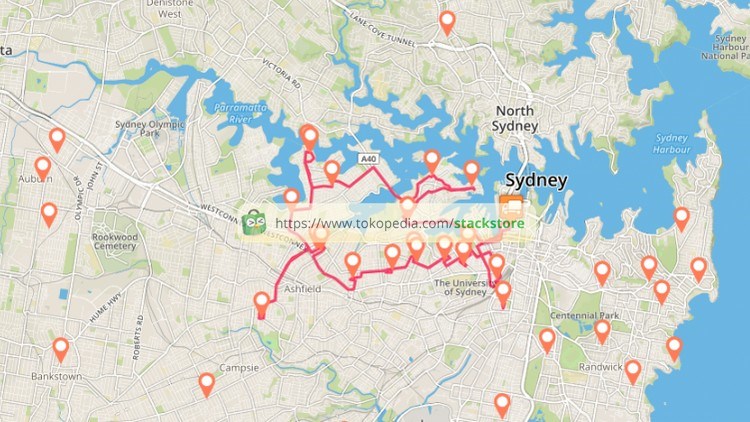 Denistone
West
LANE COVE TUNNEL
VICTORIA RD
Sydney
Harbour
National Park
North
Sydney
Parramatta
River
Sydney Olympic
Park
A40
Sydney
Harbour
Auburn
OLYMPIC DR
JOHN ST
Sydney
WESTCONN
https://www.tokopedia.com/stackstore
Rookwood
Cemetery
HUME HWY
ROBERTS RD
Ashfield
The University
of Sydney
Centennial Park
Campsie
Bankstown
Randwick